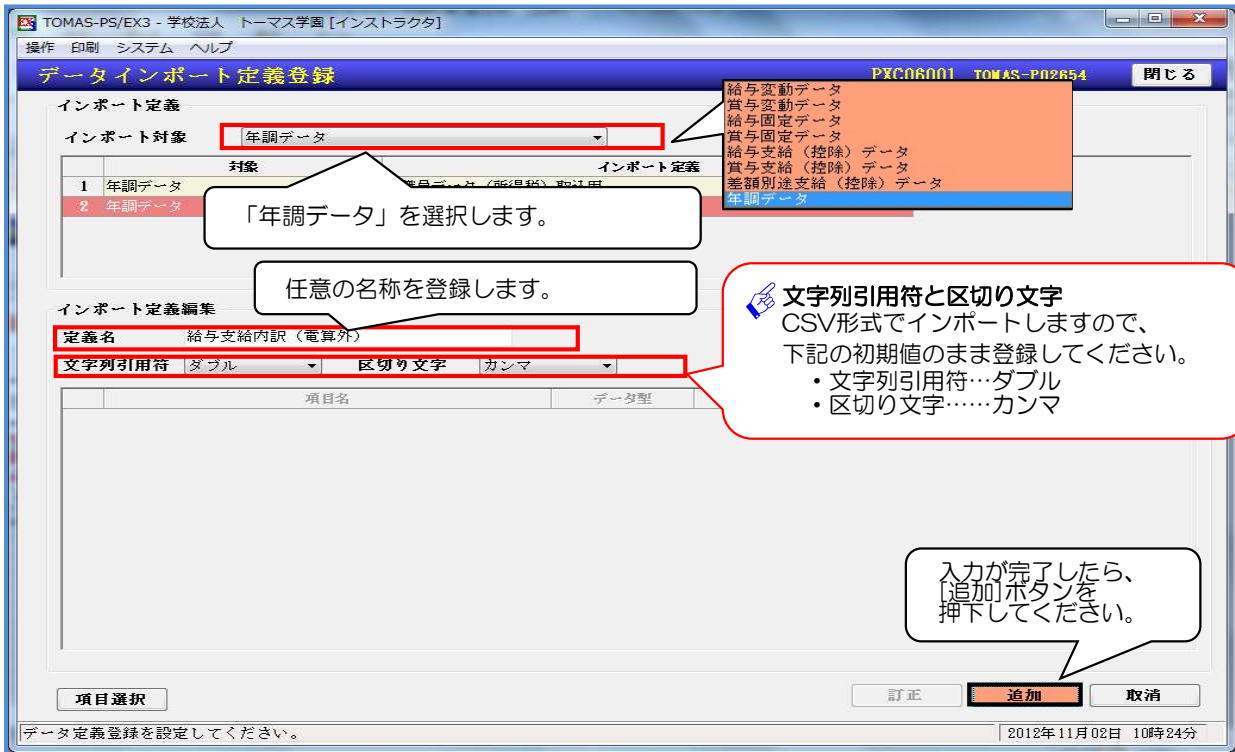 TOMAS-PS/EX3 - 学校法人　トーマス学園 [インストラクタ]
操作 印刷 システム ヘルプ
データインポート定義登録
PXC06001 TOMAS-P02654
閉じる
インポート定義
インポート対象 年調データ
給与変動データ
賞与変動データ
給与固定データ
賞与固定データ
給与支給（控除）データ
賞与支給（控除）データ
差額別途支給（控除）データ
年調データ
対象 インポート定義
1 年調データ データ（所得税）取込用
2 年調データ
「年調データ」を選択します。
任意の名称を登録します。
インポート定義編集
定義名 給与支給内訳（電算外）
文字列引用符 ダブル 区切り文字 カンマ
項目名 データ型
文字列引用符と区切り文字
CSV形式でインポートしますので、
下記の初期値のまま登録してください。
・文字列引用符…ダブル
・区切り文字……カンマ
入力が完了したら、
[追加]ボタンを
押下してください。
項目選択 訂正 追加 取消
データ定義登録を設定してください。 2012年11月02日 10時24分